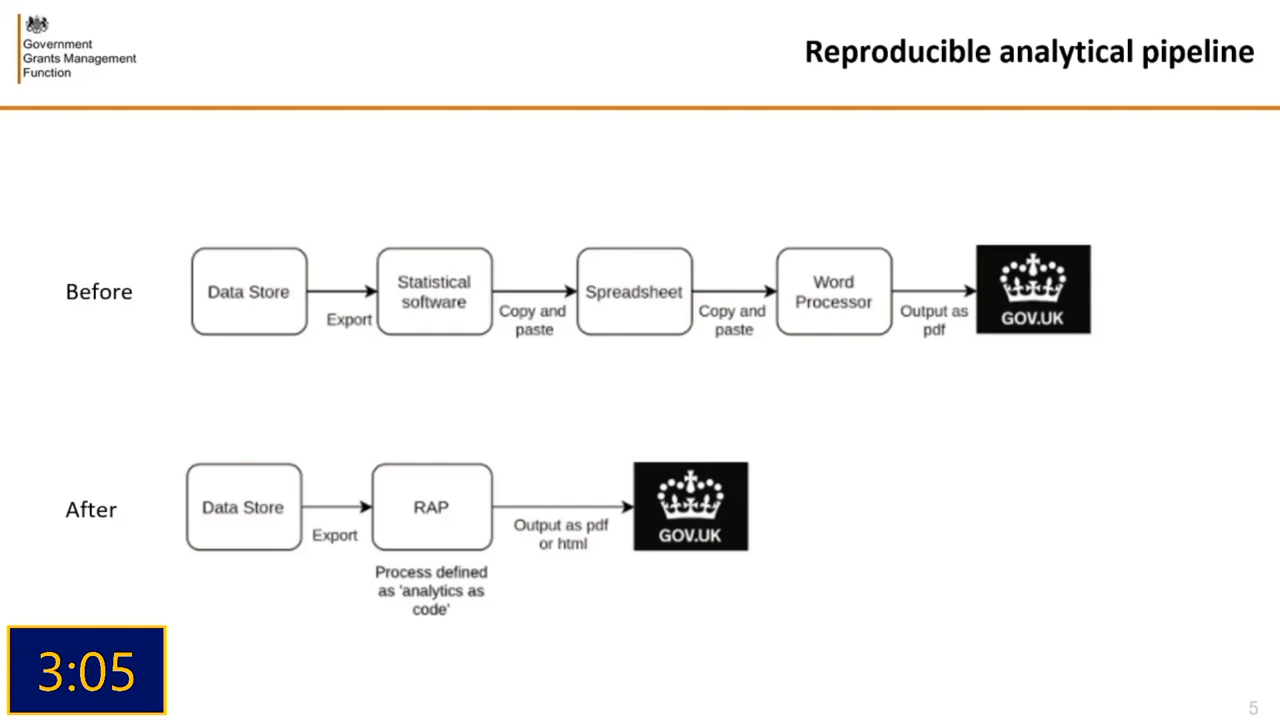 Government
Grants Management
Function
Reproducible analytical pipeline
Before
Data Store
Export
Statistical
software
Copy and
paste
Spreadsheet
Copy and
paste
Word
Processor
Output as
pdf
GOV.UK
After
Data Store
Export
RAP
Process defined
as 'analytics as
code'
Output as pdf
or html
GOV.UK
3:05
5